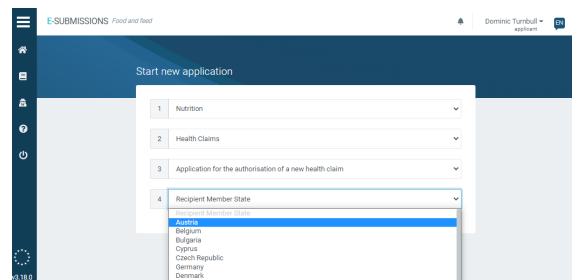 E-SUBMISSIONS Food and feed
Dominic Turnbull
applicant
EN
Start new application
1 Nutrition
2 Health Claims
3 Application for the authorisation of a new health claim
4 Recipient Member State
Recipient Member State
Austria
Belgium
Bulgaria
Cyprus
Czech Republic
Germany
Denmark
v3.18.0